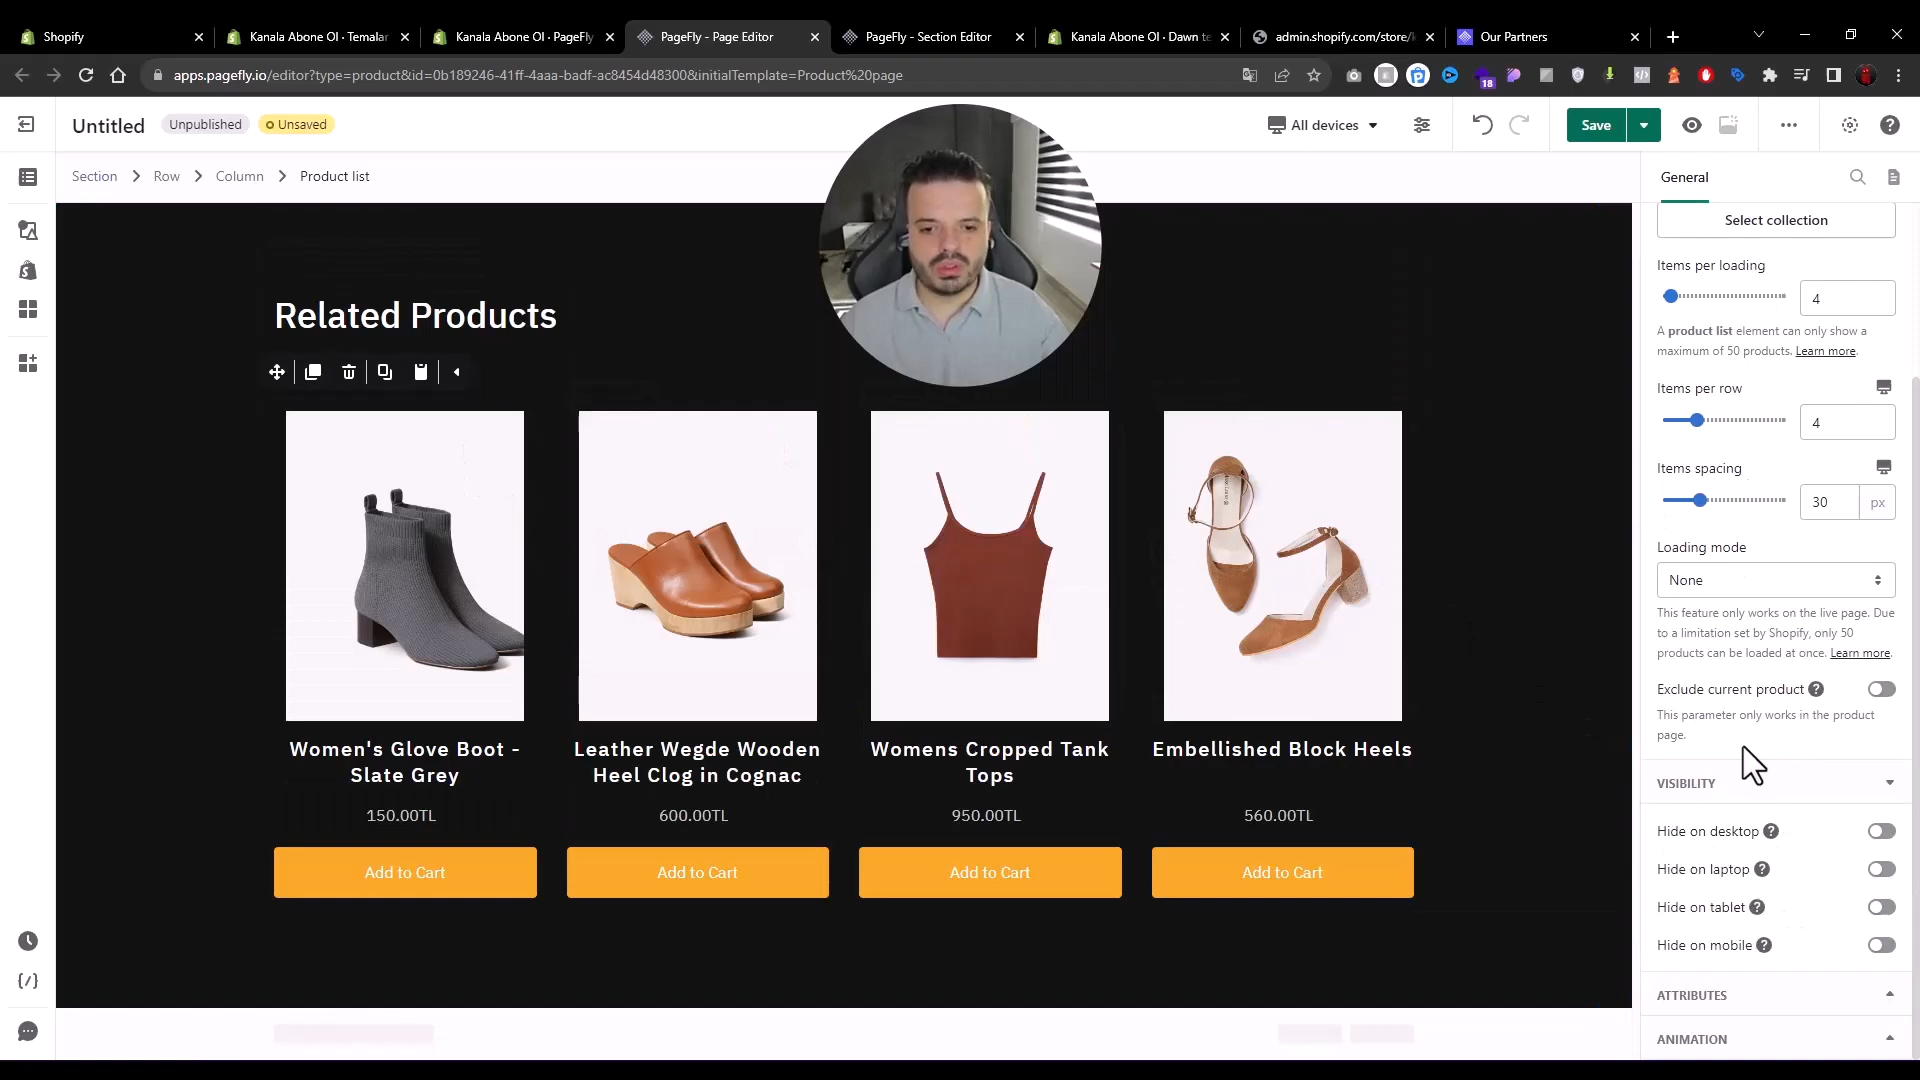 Shopify
Kanala Abone Ol · Temalar
Kanala Abone Ol · PageFly
PageFly - Page Editor
PageFly - Section Editor
Kanala Abone Ol · Dawn te
admin.shopify.com/store/k
Our Partners
apps.pagefly.io/editor?type=product&id=0b189246-41ff-4aaa-badf-ac8454d48300&initialTemplate=Product%20page
18
Untitled
Unpublished
Unsaved
All devices
Save
Section
Row
Column
Product list
General
Select collection
Items per loading
4
A product list element can only show a
maximum of 50 products. Learn more.
Items per row
4
Items spacing
30 px
Loading mode
None
This feature only works on the live page. Due
to a limitation set by Shopify, only 50
products can be loaded at once. Learn more.
Exclude current product
This parameter only works in the product
page.
VISIBILITY
Hide on desktop
Hide on laptop
Hide on tablet
Hide on mobile
ATTRIBUTES
ANIMATION
Related Products
Women's Glove Boot -
Slate Grey
150.00TL
Add to Cart
Leather Wegde Wooden
Heel Clog in Cognac
600.00TL
Add to Cart
Womens Cropped Tank
Tops
950.00TL
Add to Cart
Embellished Block Heels
560.00TL
Add to Cart